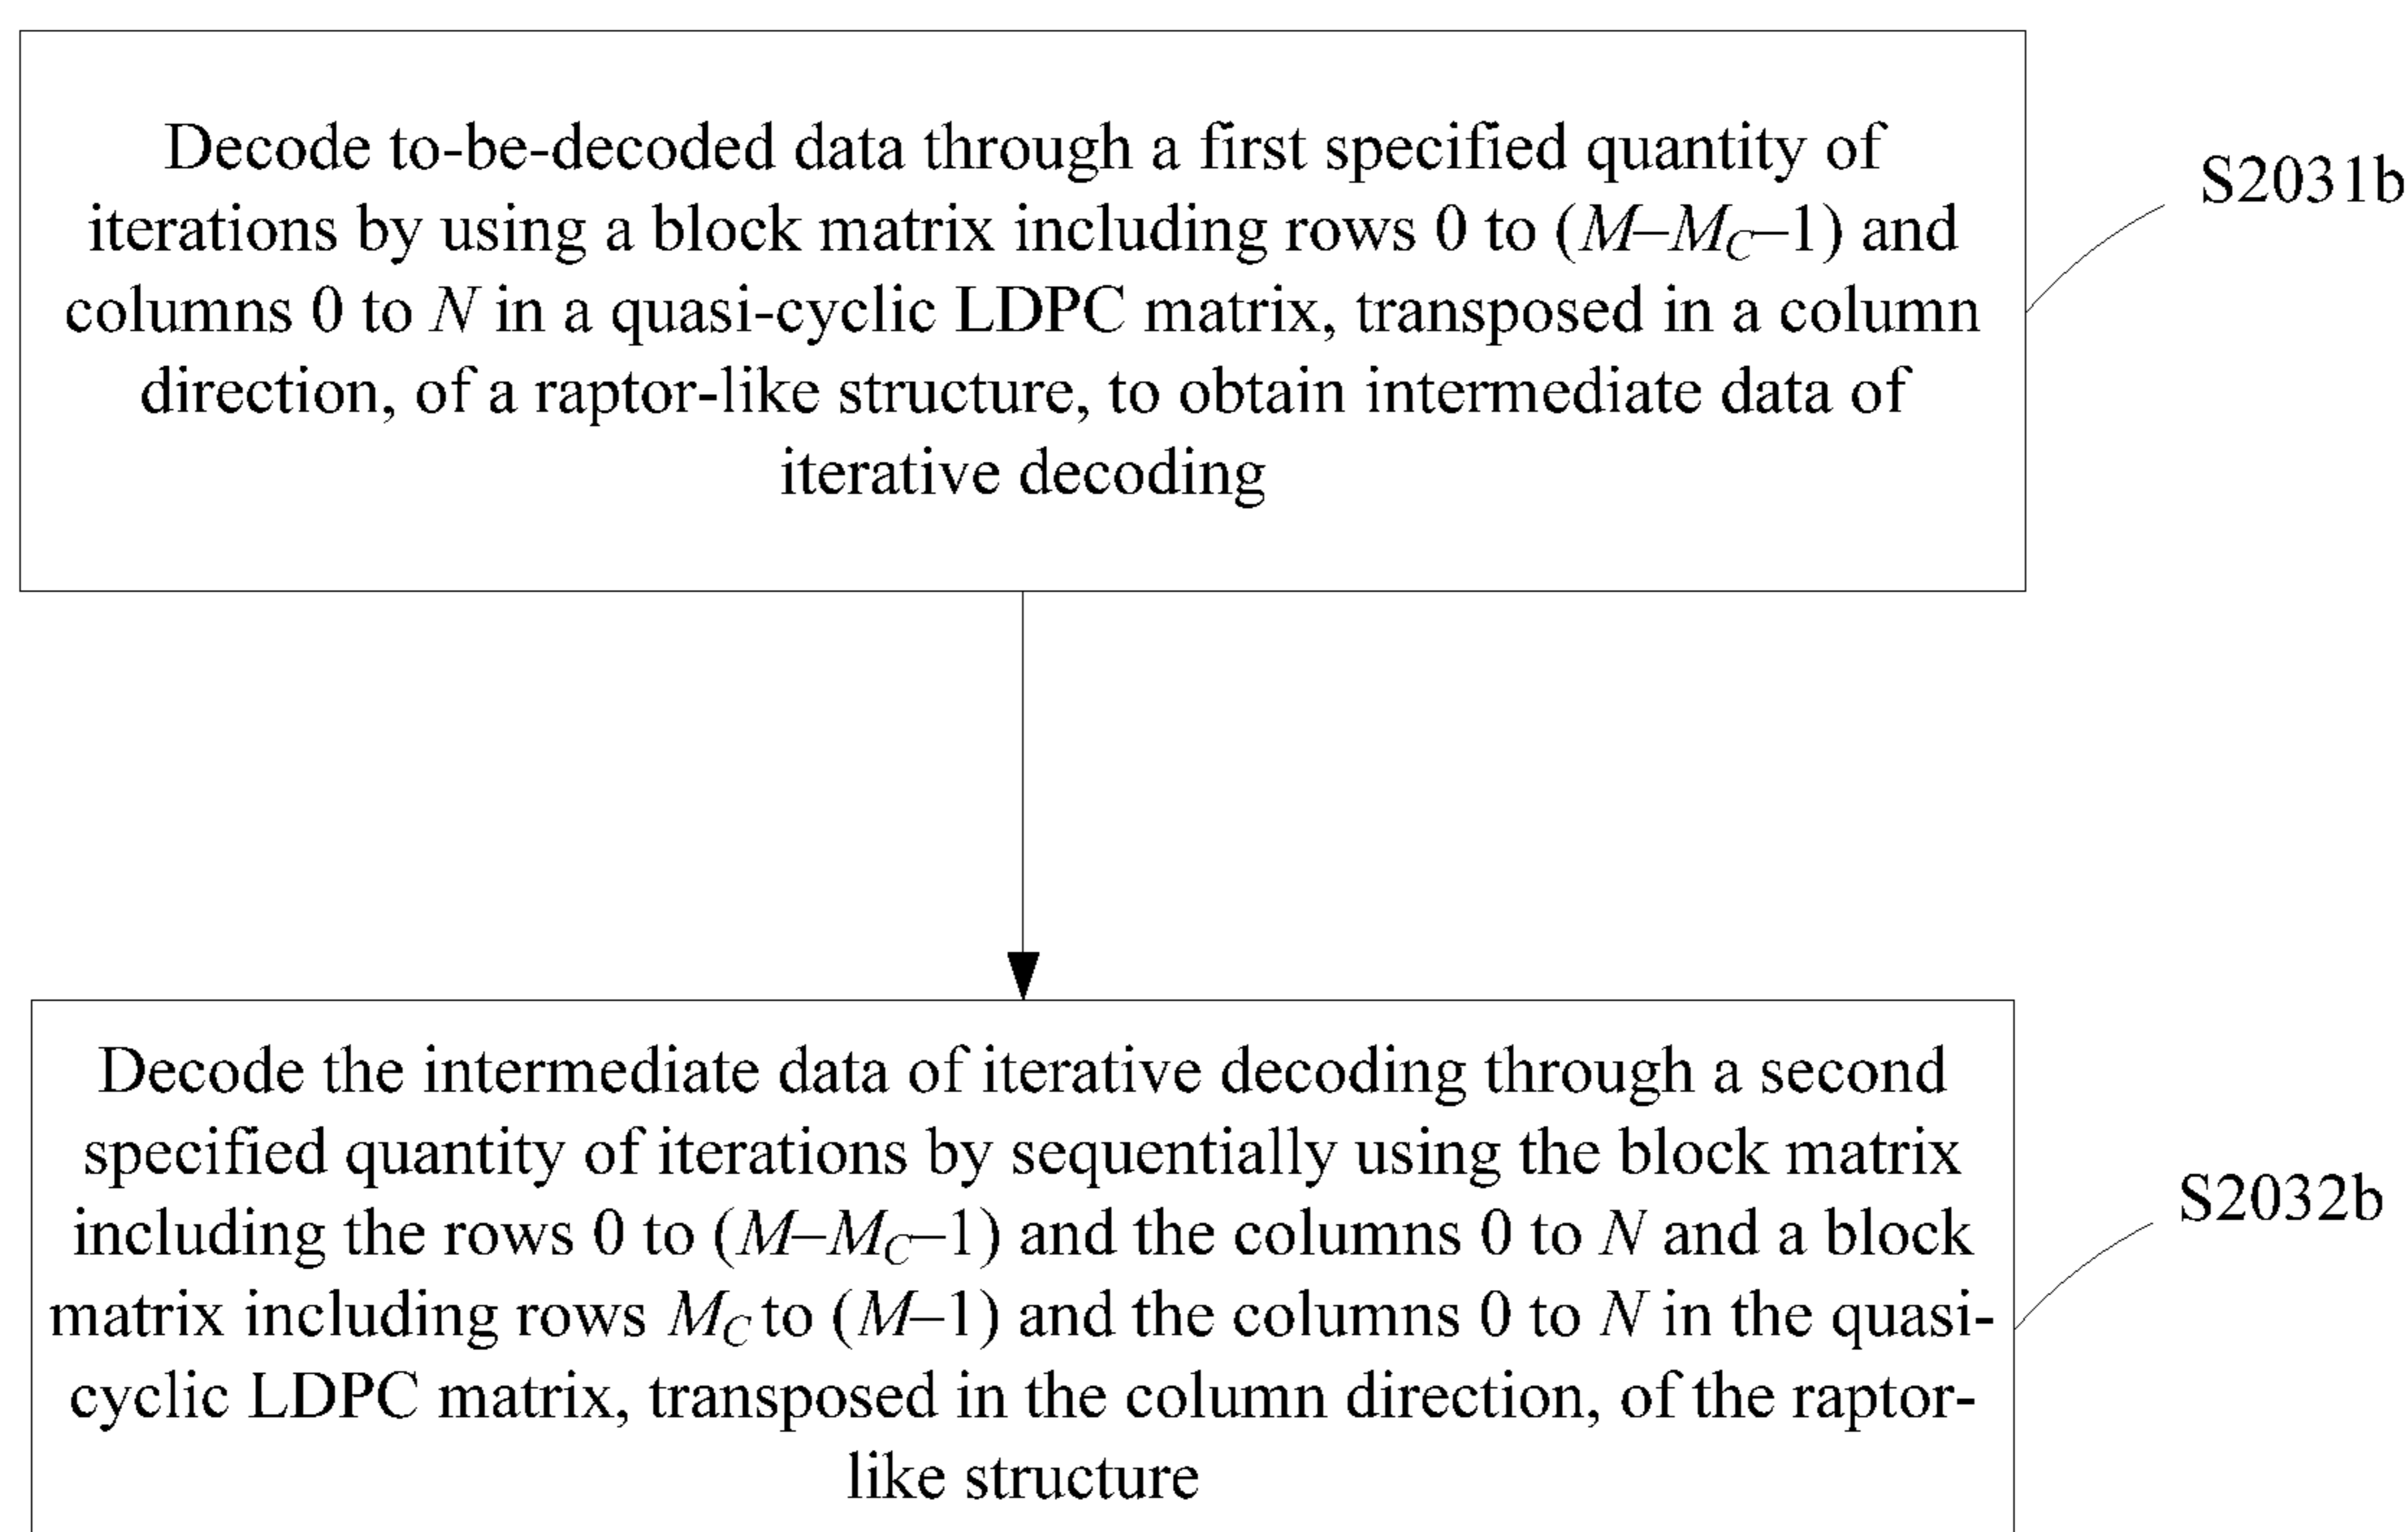 Decode to-be-decoded data through a first specified quantity of
iterations by using a block matrix including rows 0 to (M–M_C–1) and
columns 0 to N in a quasi-cyclic LDPC matrix, transposed in a column
direction, of a raptor-like structure, to obtain intermediate data of
iterative decoding
S2031b
Decode the intermediate data of iterative decoding through a second
specified quantity of iterations by sequentially using the block matrix
including the rows 0 to (M–M_C–1) and the columns 0 to N and a block
matrix including rows M_C to (M–1) and the columns 0 to N in the quasi-
cyclic LDPC matrix, transposed in the column direction, of the raptor-
like structure
S2032b